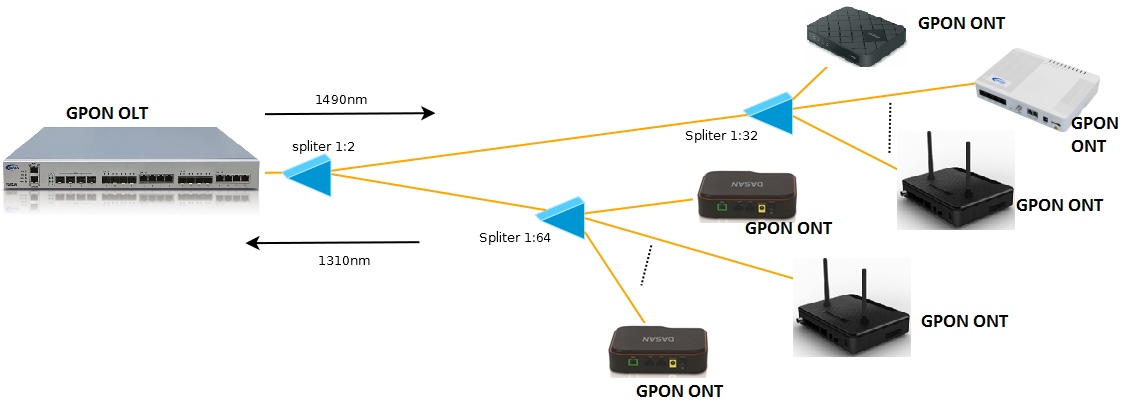 GPON ONT
GPON OLT
1490nm
GPON
ONT
Spliter 1:32
spliter 1:2
DASAN
GPON ONT
GPON ONT
Spliter 1:64
1310nm
GPON ONT
DASAN
GPON ONT